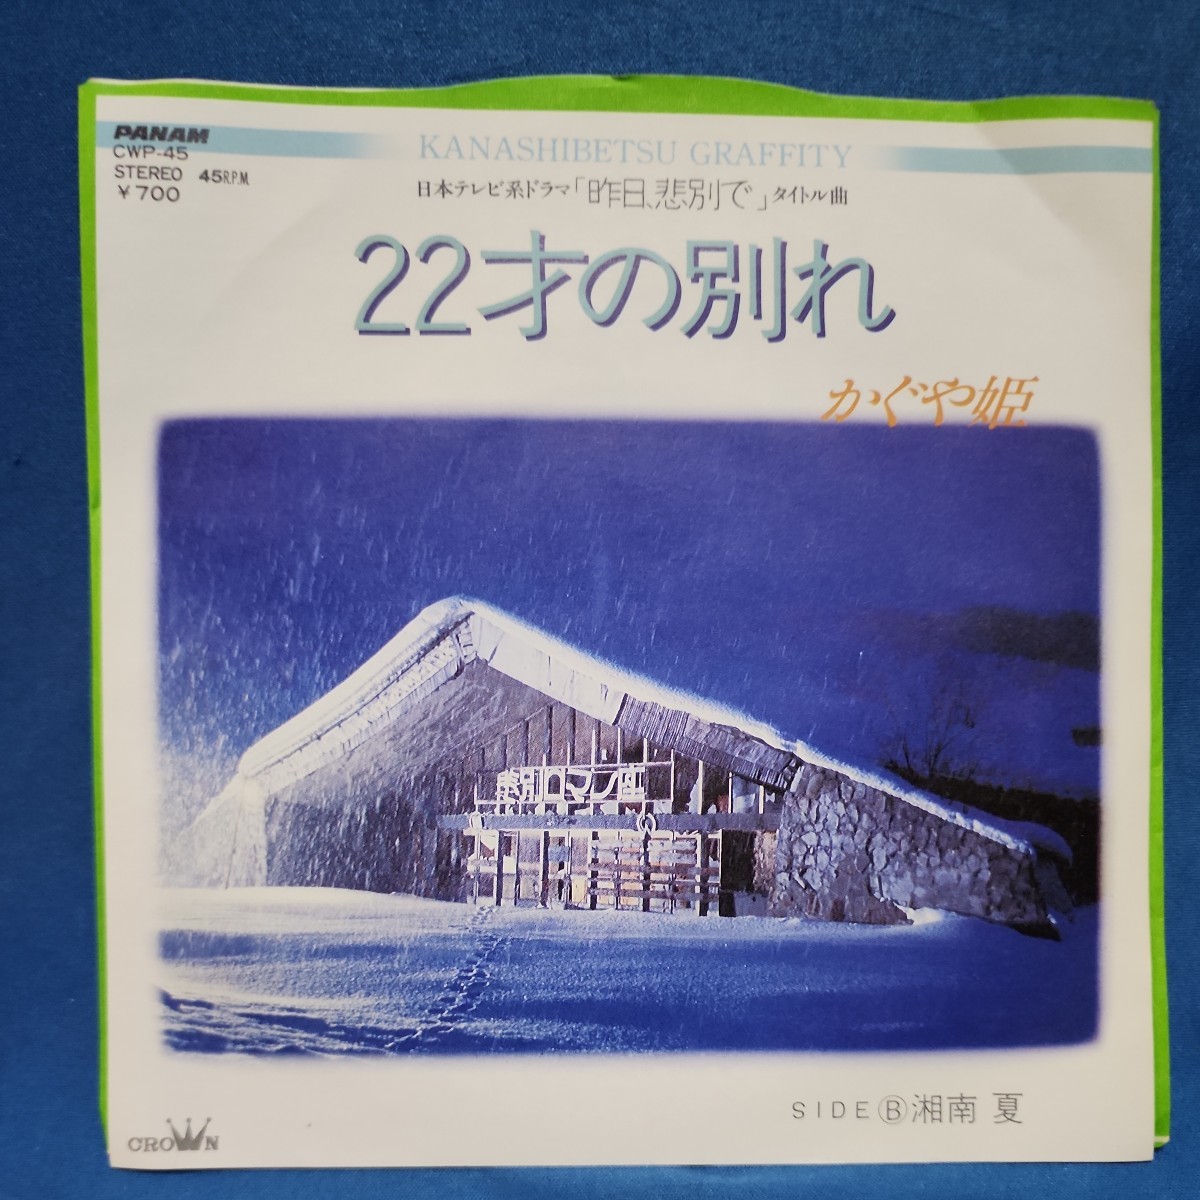 PANAM
CWP-45
STEREO 45R.P.M.
￥700
KANASHIBETSU GRAFFITY
日本テレビ系ドラマ「昨日、悲別で」タイトル曲
22才の別れ
かぐや姫
悲別ロマン座
SIDE Ⓑ 湘南 夏
CROWN